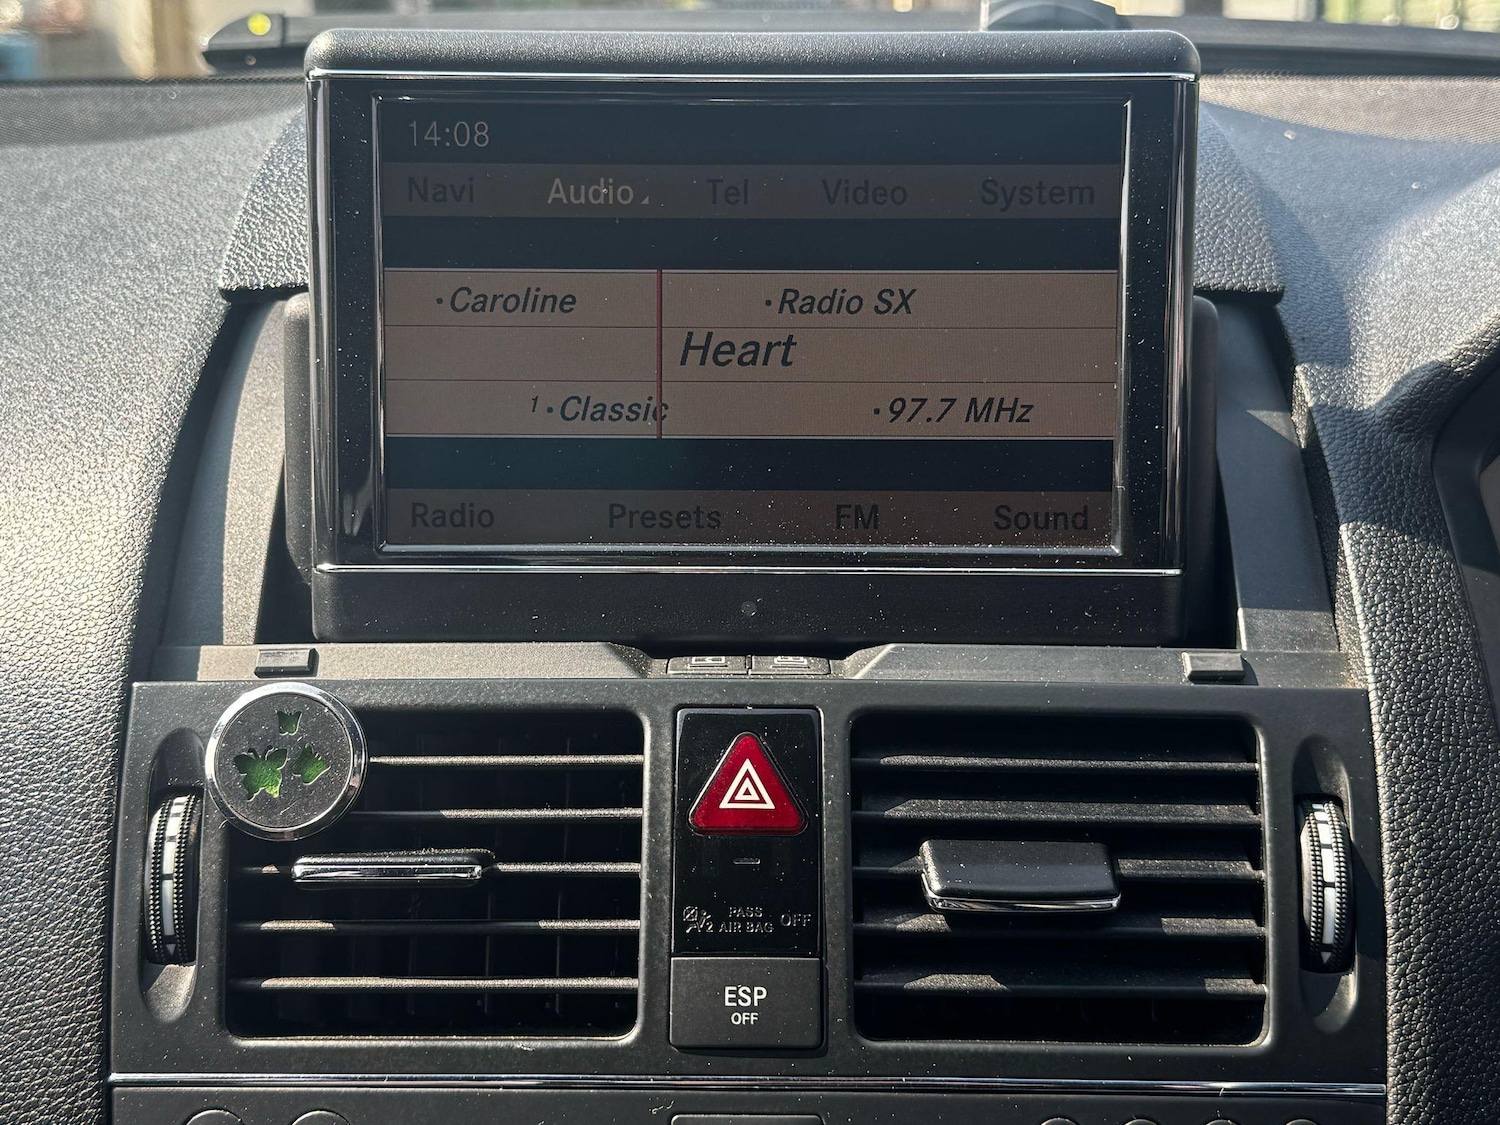 14:08
Navi Audio Tel Video System
·Caroline ·Radio SX
Heart
1·Classic ·97.7 MHz
Radio Presets FM Sound
PASS
2 AIR BAG OFF
ESP
OFF